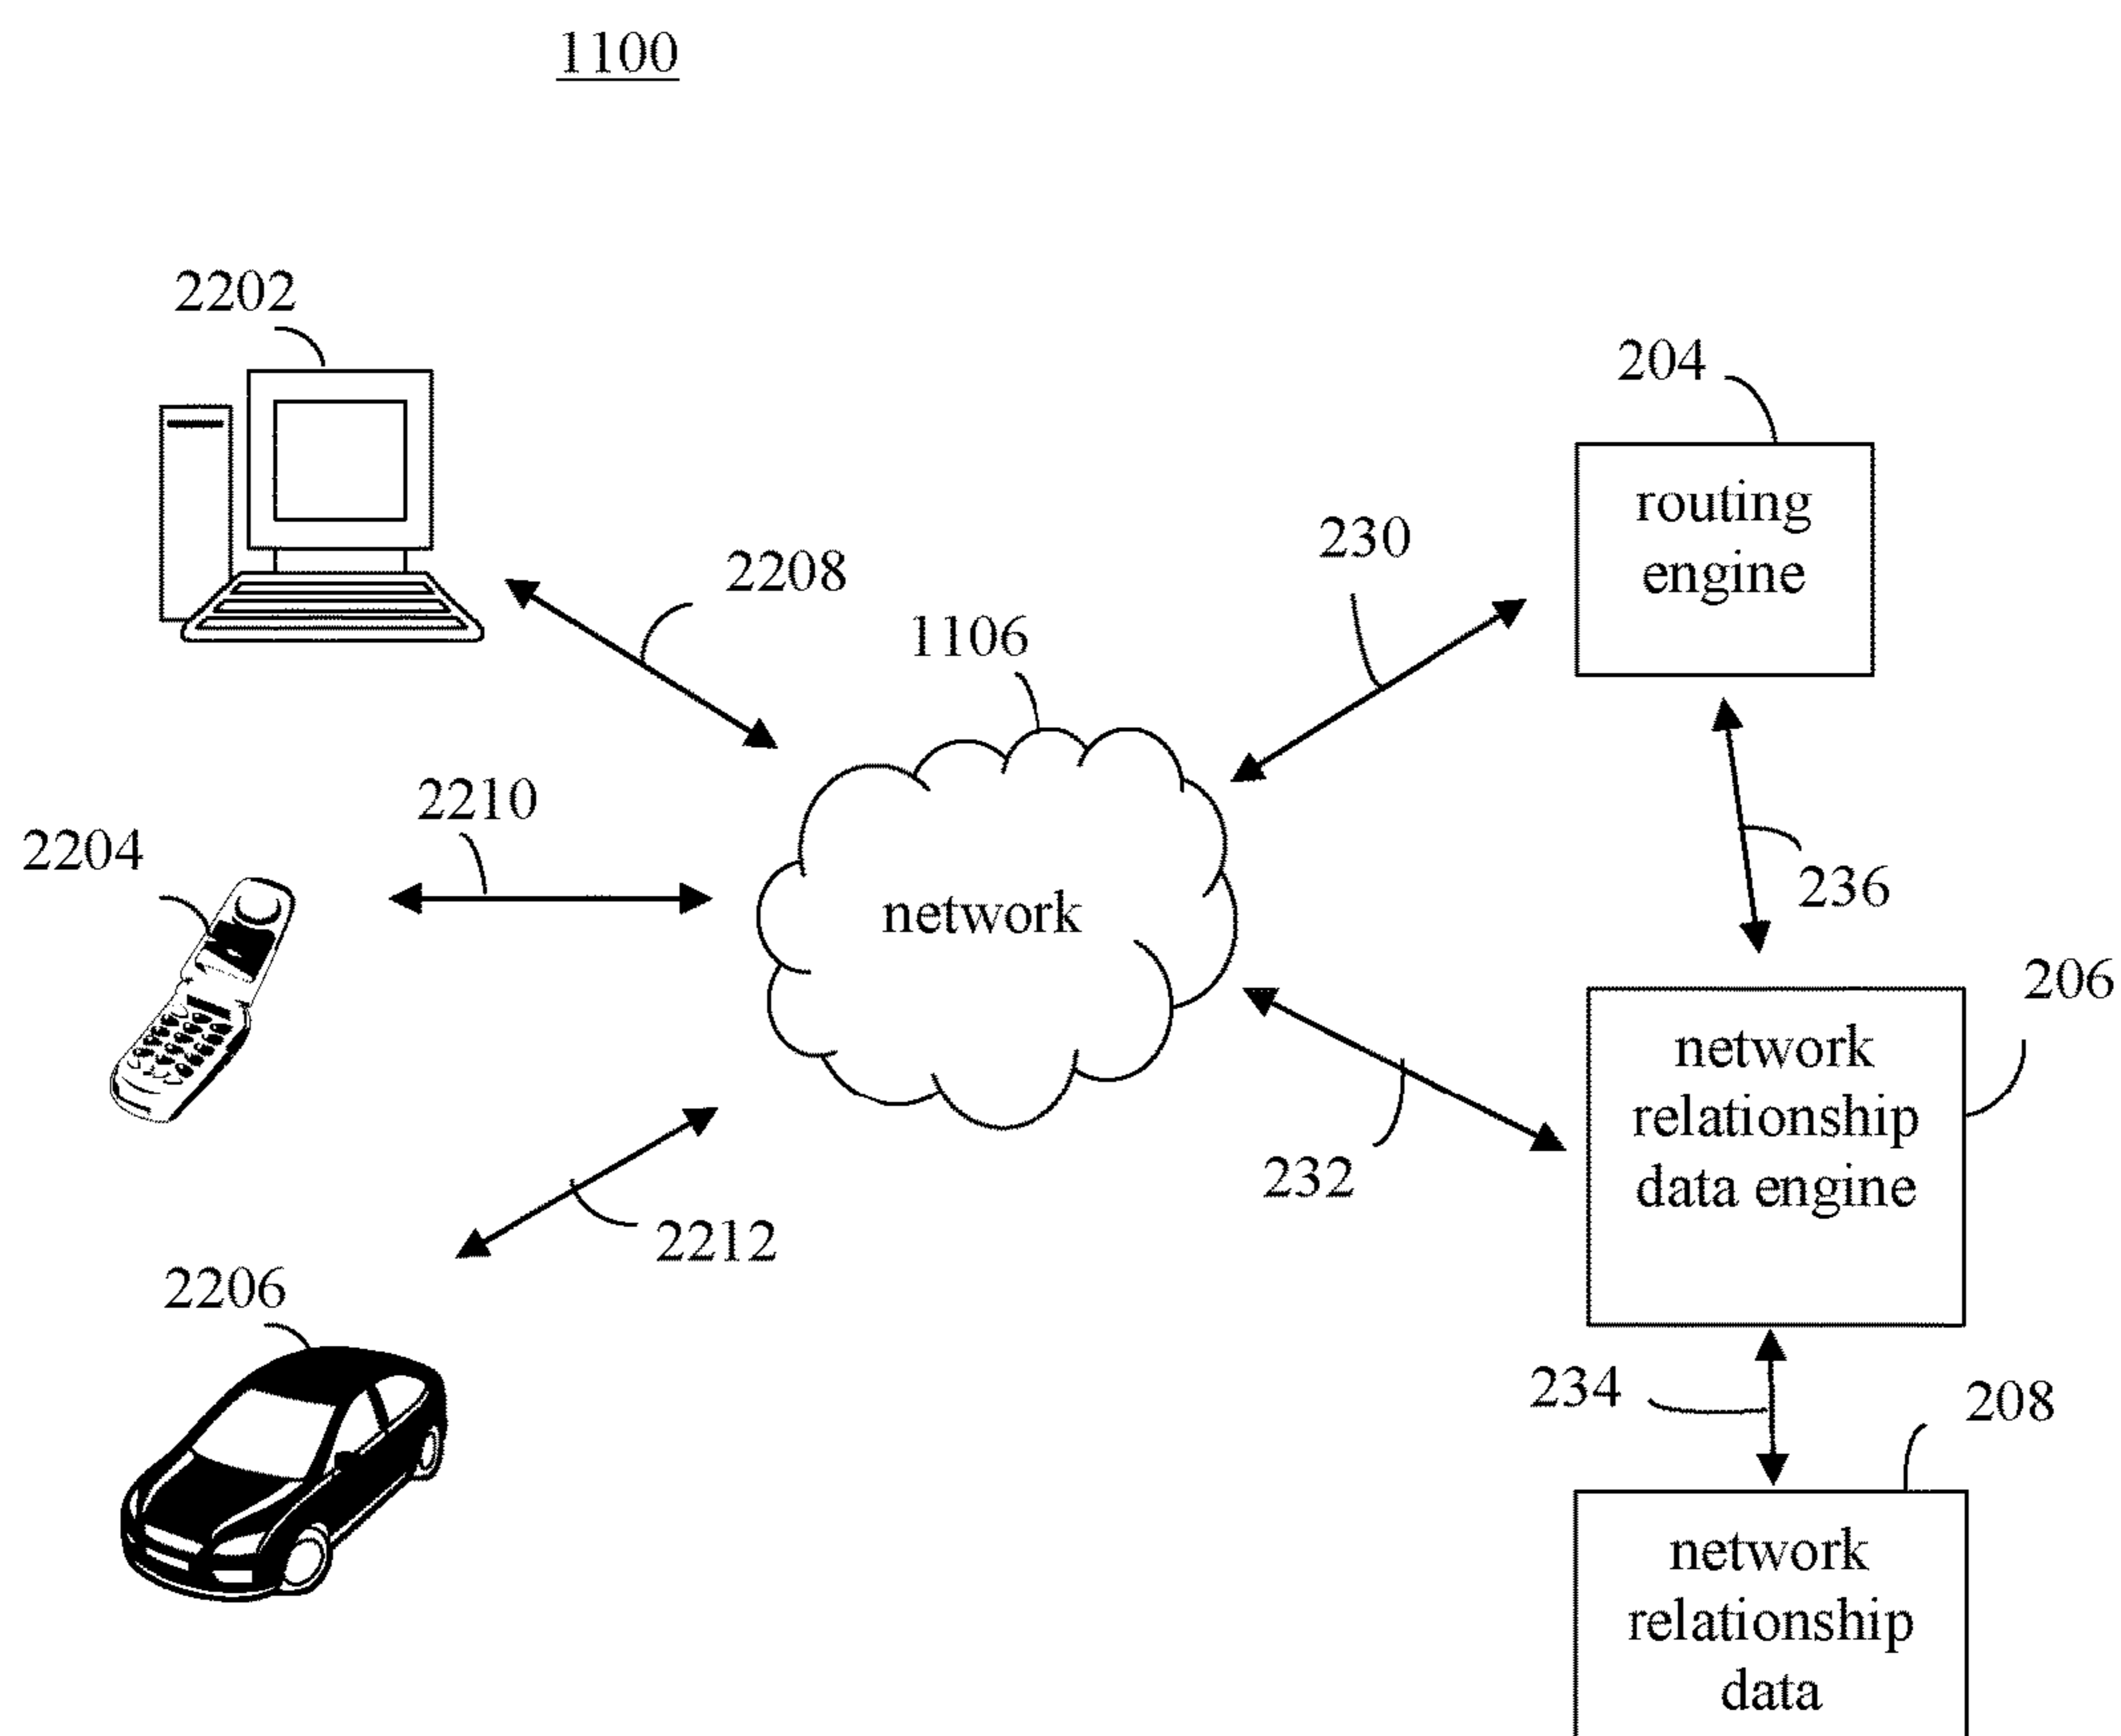 1100
2202
204
routing
engine
2208
230
1106
2210
2204
236
network
206
network
relationship
data engine
232
2212
2206
234
208
network
relationship
data